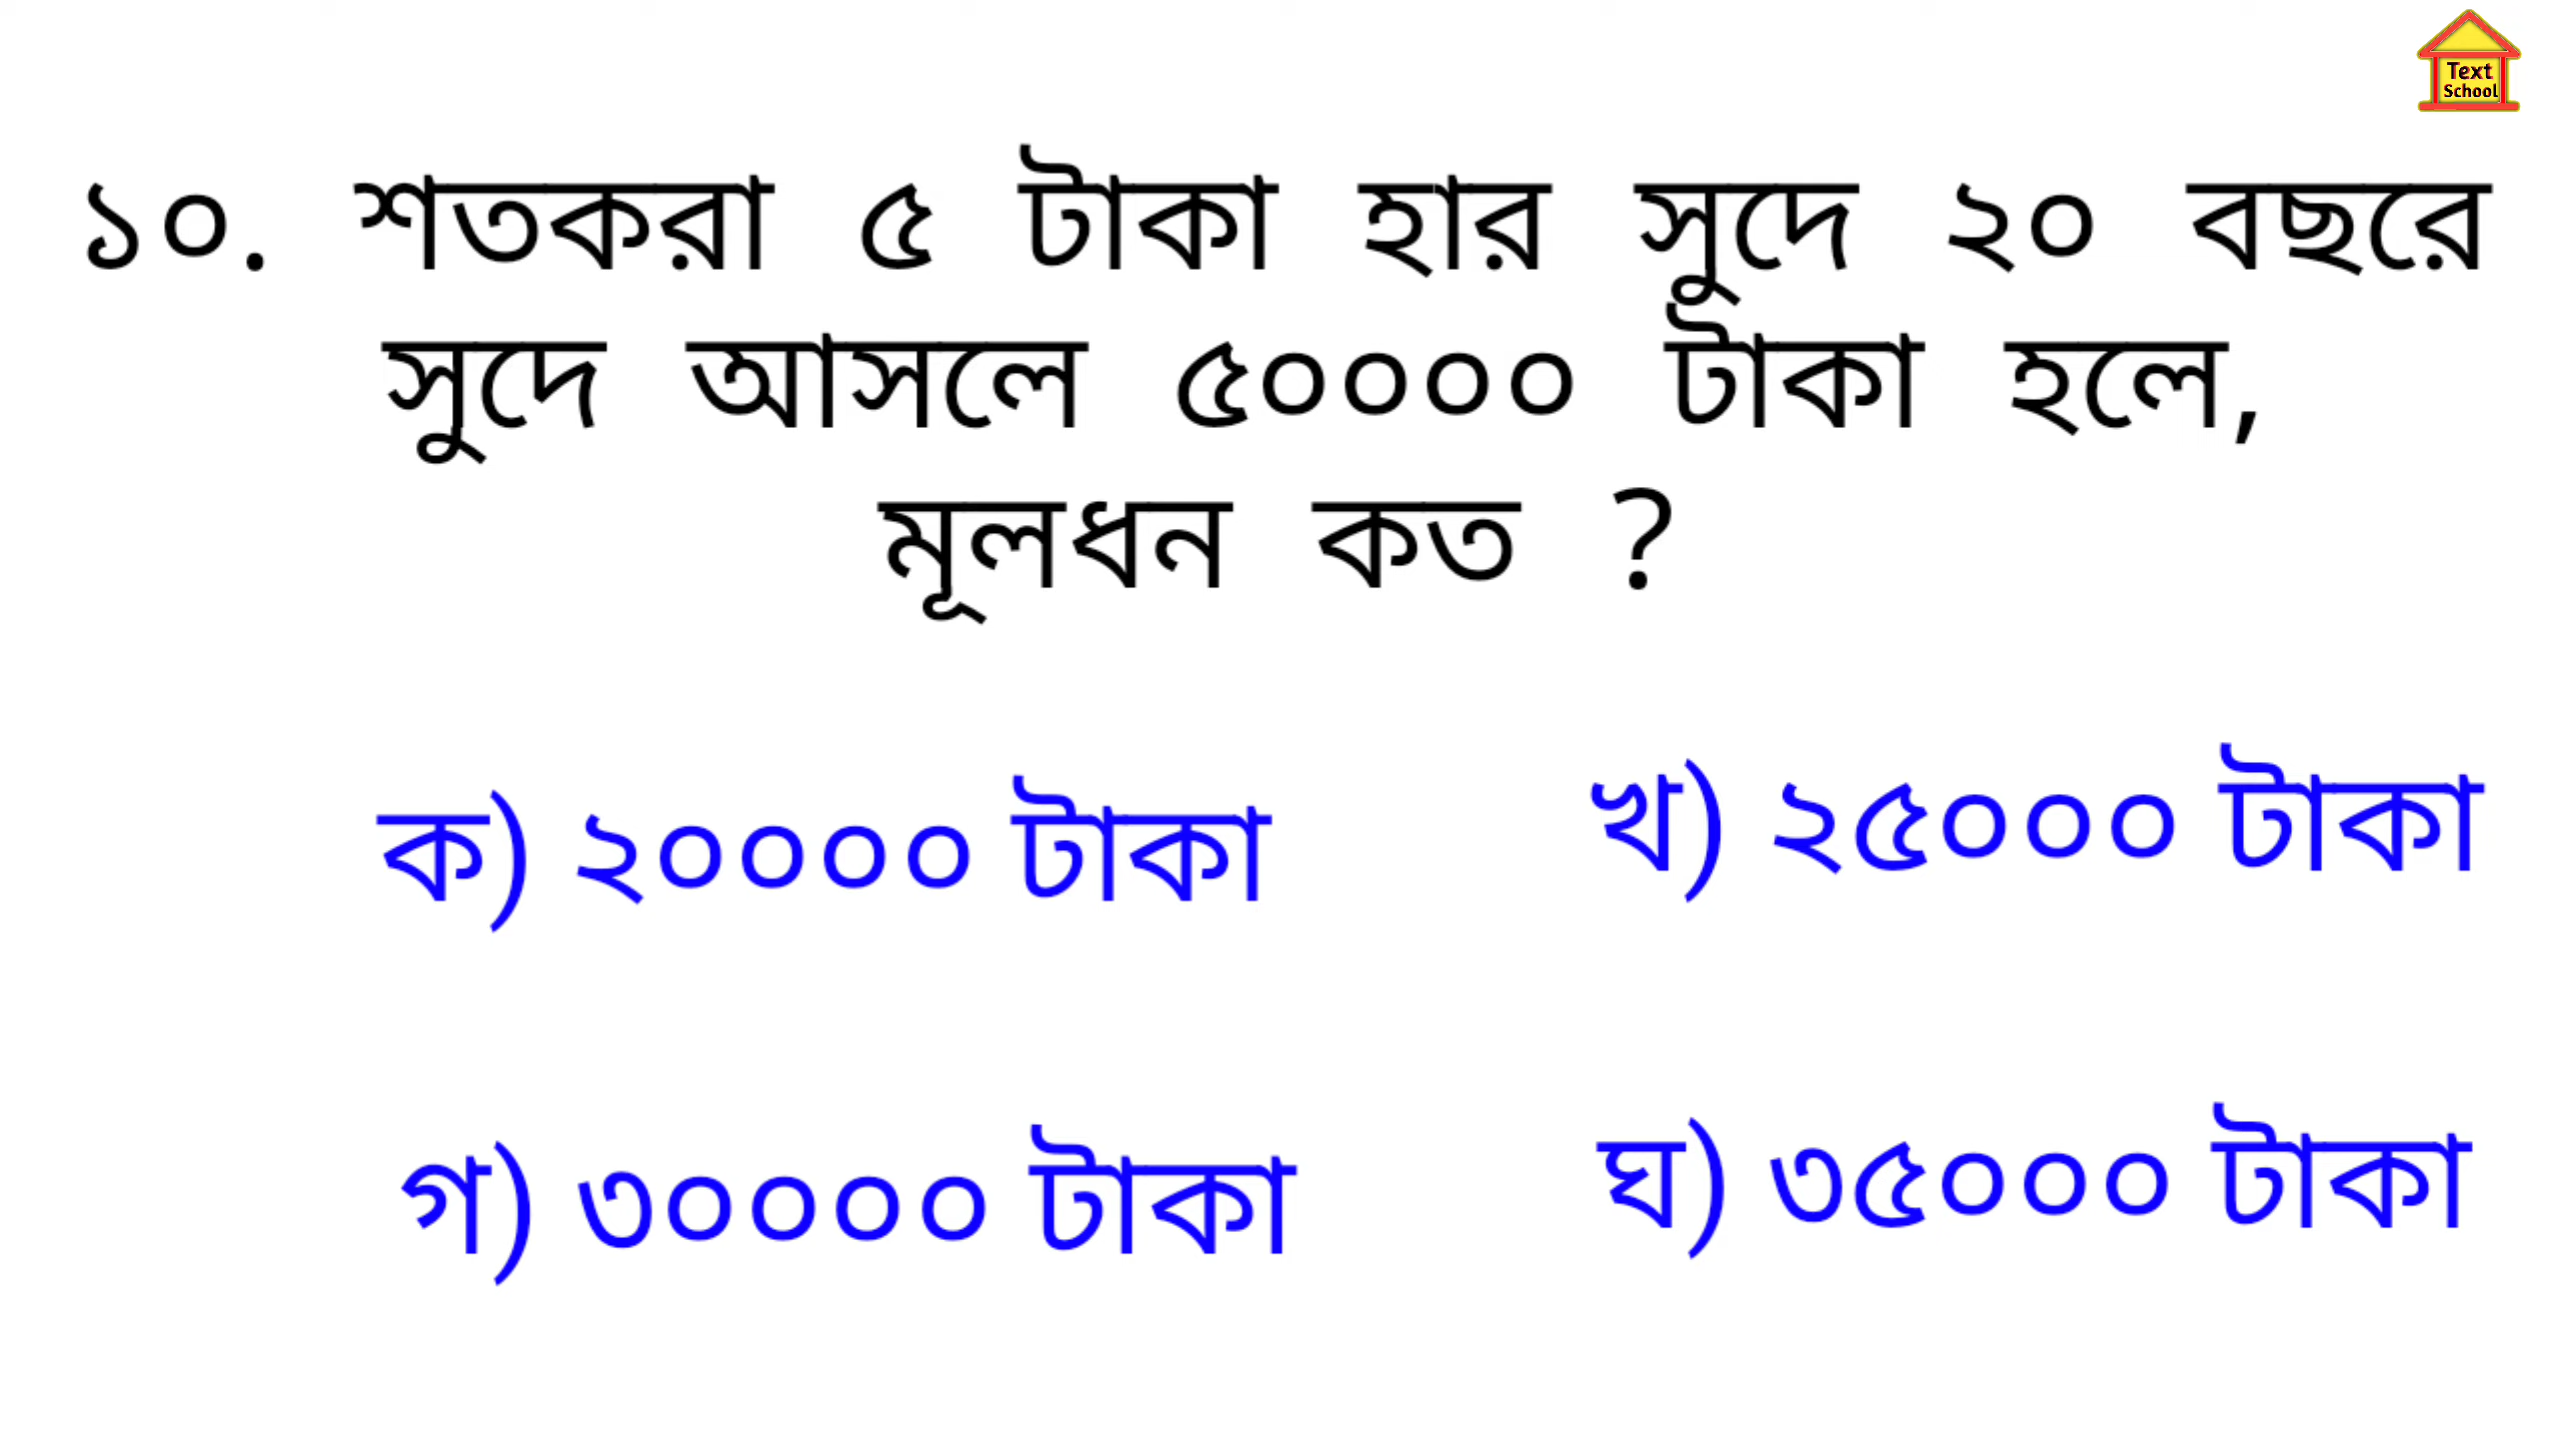 Text
School
১০. শতকরা ৫ টাকা হার সুদে ২০ বছরে
সুদে আসলে ৫০০০০ টাকা হলে,
মূলধন কত ?
ক) ২০০০০ টাকা
খ) ২৫০০০ টাকা
গ) ৩০০০০ টাকা
ঘ) ৩৫০০০ টাকা